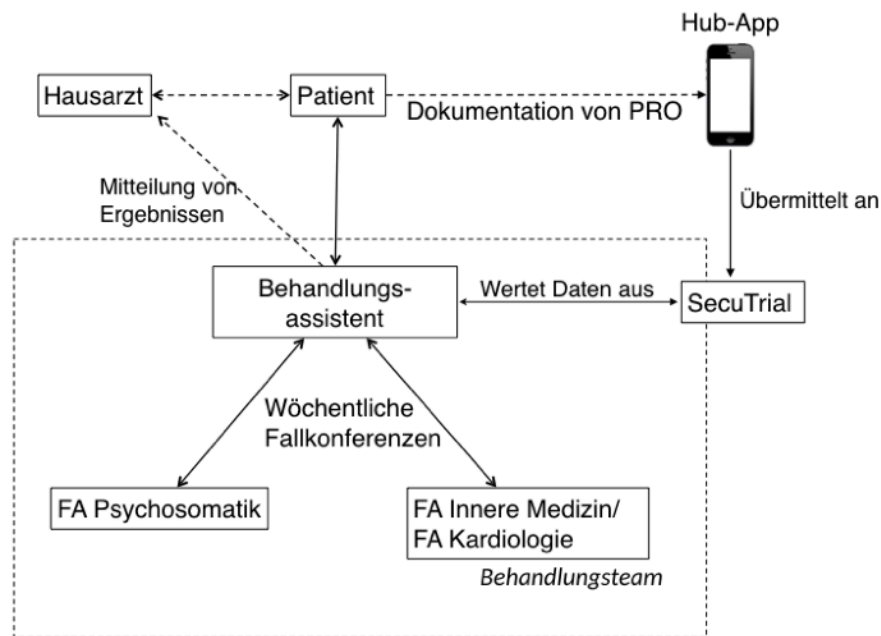 Hub-App
Hausarzt
Patient
Dokumentation von PRO
Mitteilung von
Ergebnissen
Übermittelt an
Behandlungs-
assistent
Wertet Daten aus
SecuTrial
Wöchentliche
Fallkonferenzen
FA Psychosomatik
FA Innere Medizin/
FA Kardiologie
Behandlungsteam